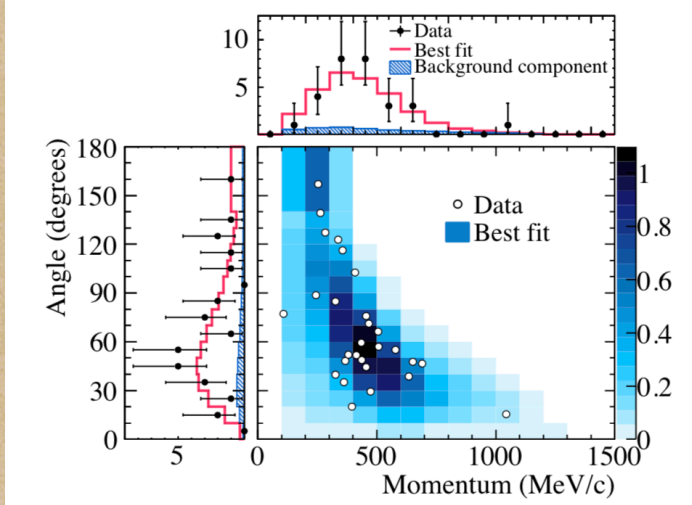 10
5
Data
Best fit
Background component
Angle (degrees)
180
150
120
90
60
30
0
5
Data
Best fit
1
0.8
0.6
0.4
0.2
0
0 500 1000 1500
Momentum (MeV/c)